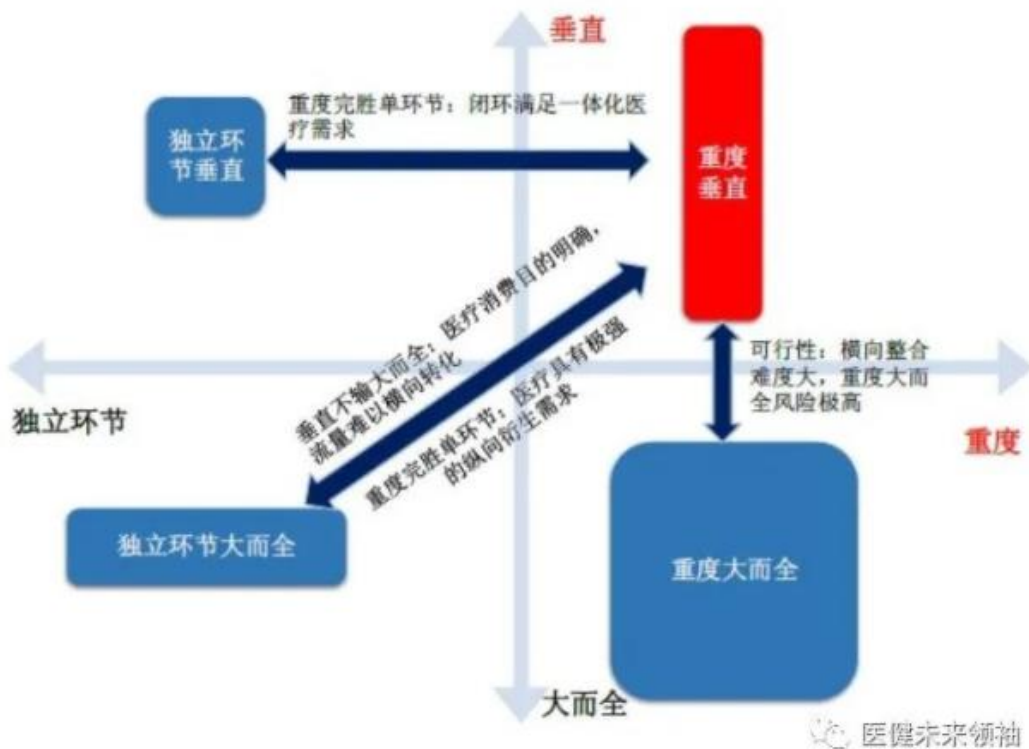 垂直
重度完胜单环节：闭环满足一体化医
疗需求
独立环
节垂直
重度
垂直
垂直不输大而全：医疗消费目的明确，
流量难以横向转化
重度完胜单环节：医疗具有极强
的纵向衍生需求
可行性：横向整合
难度大，重度大而
全风险极高
独立环节
重度
独立环节大而全
重度大而全
大而全
医健未来领袖